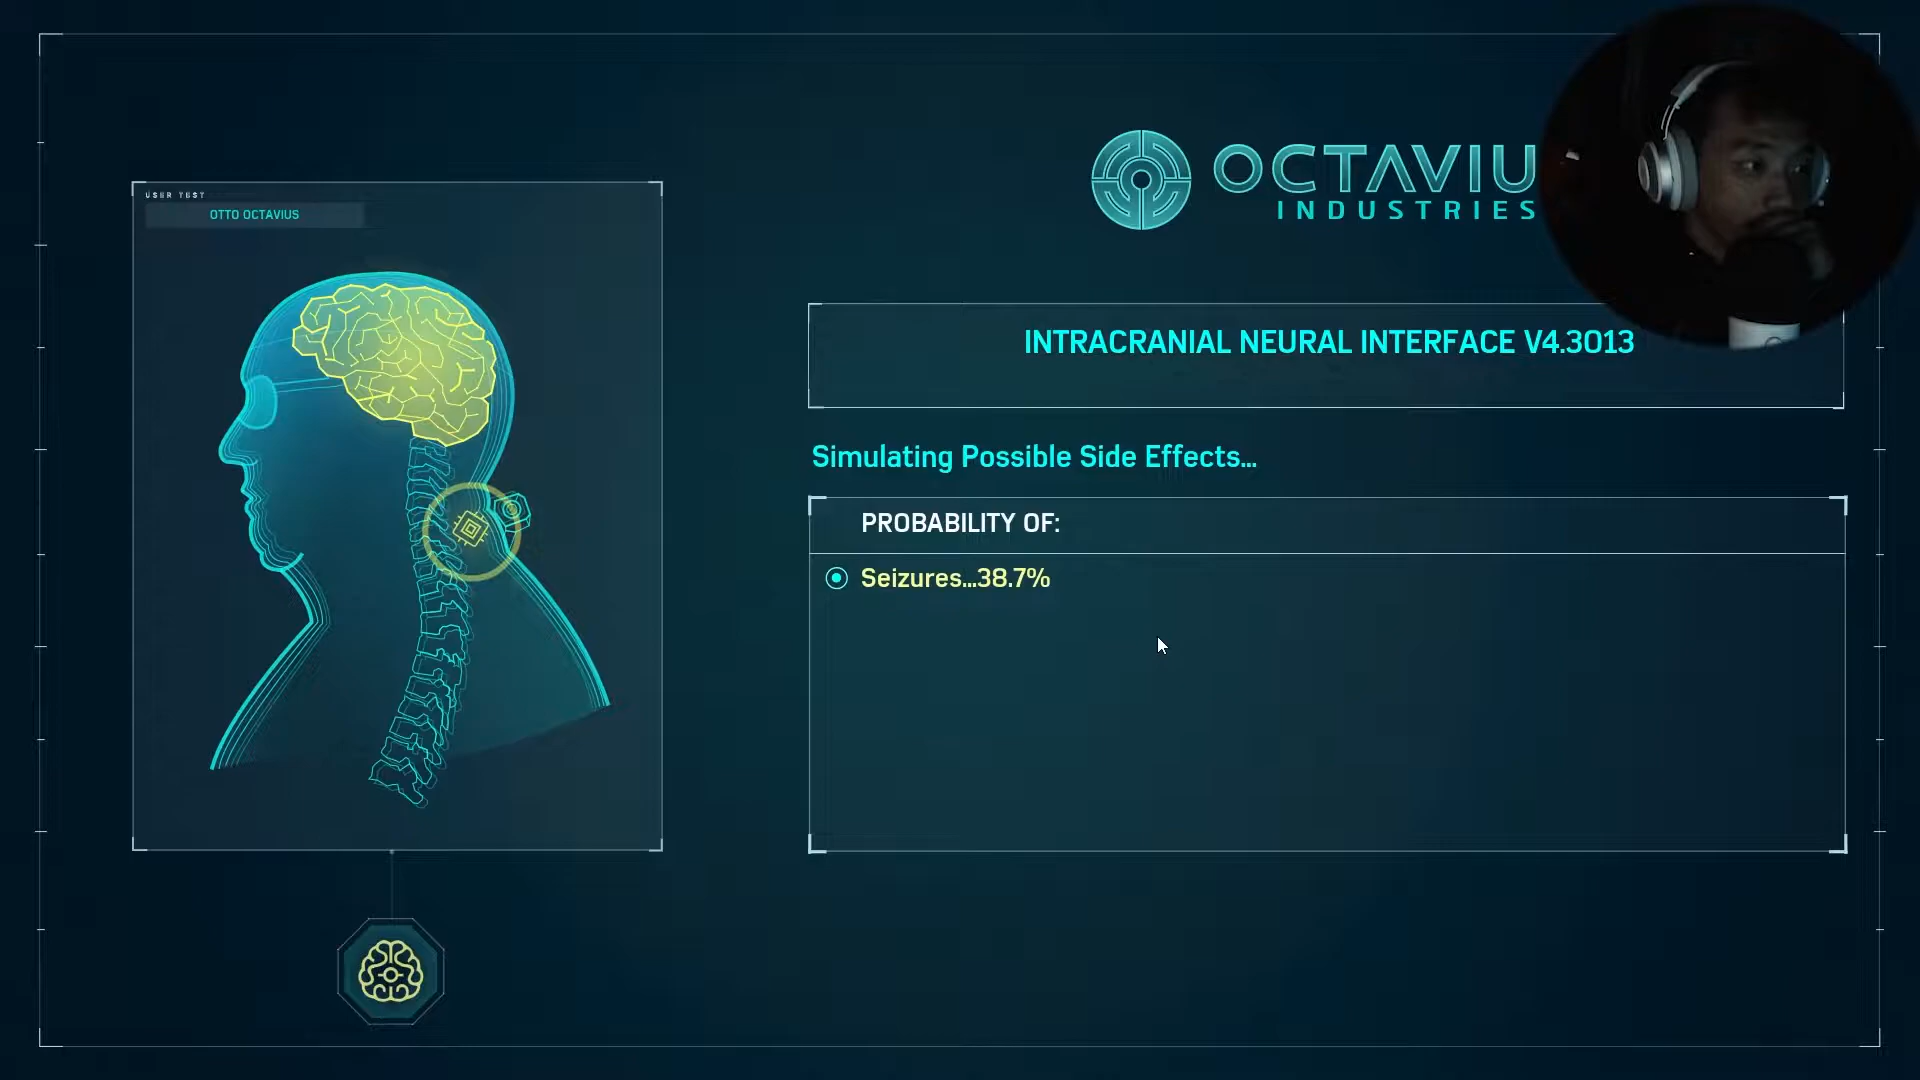 USER TEST
OTTO OCTAVIUS
OCTAVIU
INDUSTRIES
INTRACRANIAL NEURAL INTERFACE V4.3013
Simulating Possible Side Effects...
PROBABILITY OF:
Seizures...38.7%